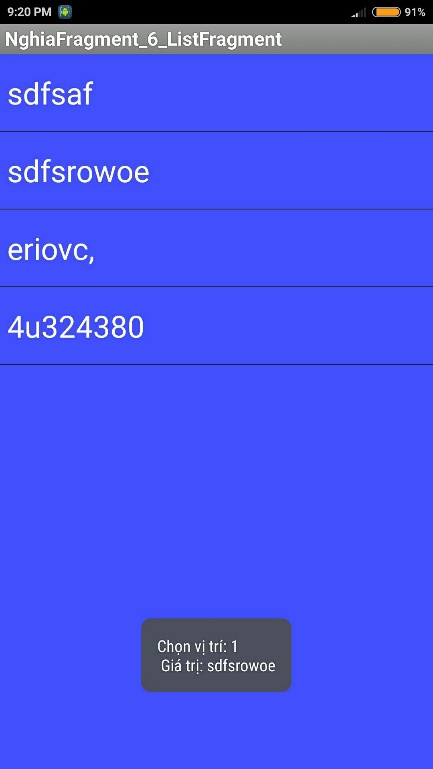 9:20 PM 91%
NghiaFragment_6_ListFragment
sdfsaf
sdfsrowoe
eriovc,
4u324380
Chọn vị trí: 1
Giá trị: sdfsrowoe